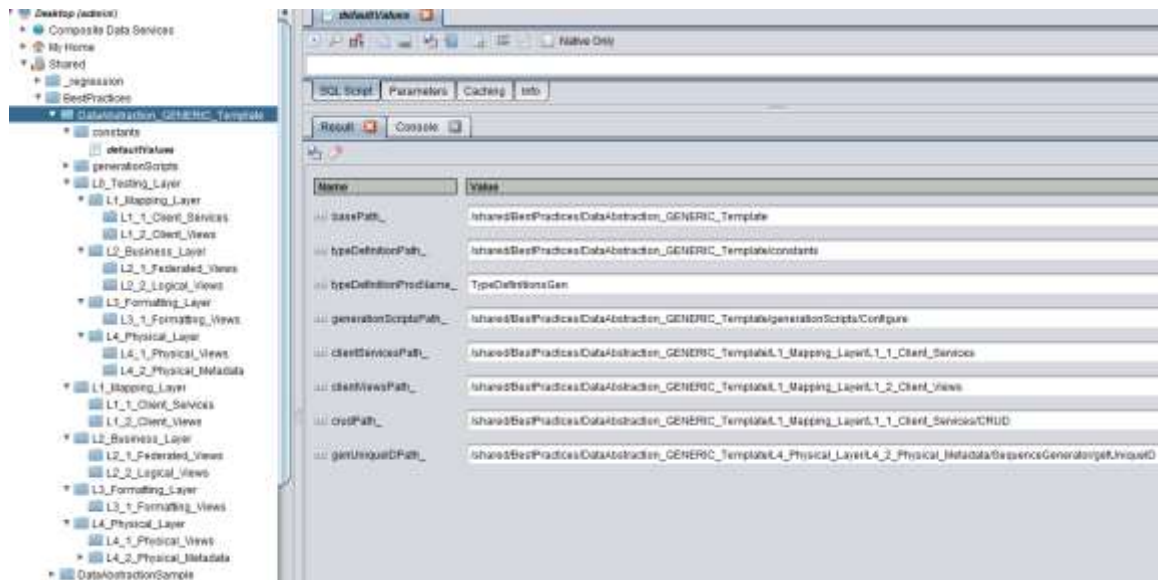 Desktop (admin)
Composite Data Services
My Home
Shared
_regression
BestPractices
DataAbstraction_GENERIC_Template
constants
defaultValues
generationScripts
L0_Testing_Layer
L1_Mapping_Layer
L1_1_Client_Services
L1_2_Client_Views
L2_Business_Layer
L2_1_Federated_Views
L2_2_Logical_Views
L3_Formatting_Layer
L3_1_Formatting_Views
L4_Physical_Layer
L4_1_Physical_Views
L4_2_Physical_Metadata
L1_Mapping_Layer
L1_1_Client_Services
L1_2_Client_Views
L2_Business_Layer
L2_1_Federated_Views
L2_2_Logical_Views
L3_Formatting_Layer
L3_1_Formatting_Views
L4_Physical_Layer
L4_1_Physical_Views
L4_2_Physical_Metadata
DataAbstractionSample
defaultValues
Native Only
SQL Script Parameters Caching Info
Result Console
Name Value
basePath_ /shared/BestPractices/DataAbstraction_GENERIC_Template
typeDefinitionPath_ /shared/BestPractices/DataAbstraction_GENERIC_Template/constants
typeDefinitionProcName_ TypeDefinitionsGen
generationScriptsPath_ /shared/BestPractices/DataAbstraction_GENERIC_Template/generationScripts/Configure
clientServicesPath_ /shared/BestPractices/DataAbstraction_GENERIC_Template/L1_Mapping_Layer/L1_1_Client_Services
clientViewsPath_ /shared/BestPractices/DataAbstraction_GENERIC_Template/L1_Mapping_Layer/L1_2_Client_Views
crudPath_ /shared/BestPractices/DataAbstraction_GENERIC_Template/L1_Mapping_Layer/L1_1_Client_Services/CRUD
genUniqueIDPath_ /shared/BestPractices/DataAbstraction_GENERIC_Template/L4_Physical_Layer/L4_2_Physical_Metadata/SequenceGenerator/getUniqueID